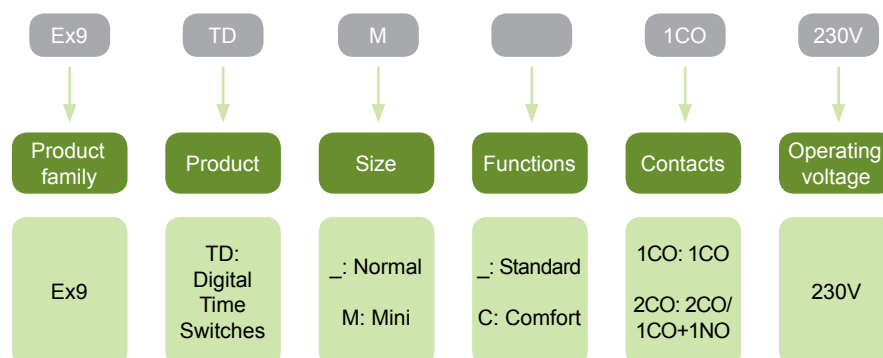 Ex9
TD
M
1CO
230V
Product
family
Product
Size
Functions
Contacts
Operating
voltage
Ex9
TD:
Digital
Time
Switches
_: Normal
M: Mini
_: Standard
C: Comfort
1CO: 1CO
2CO: 2CO/
1CO+1NO
230V